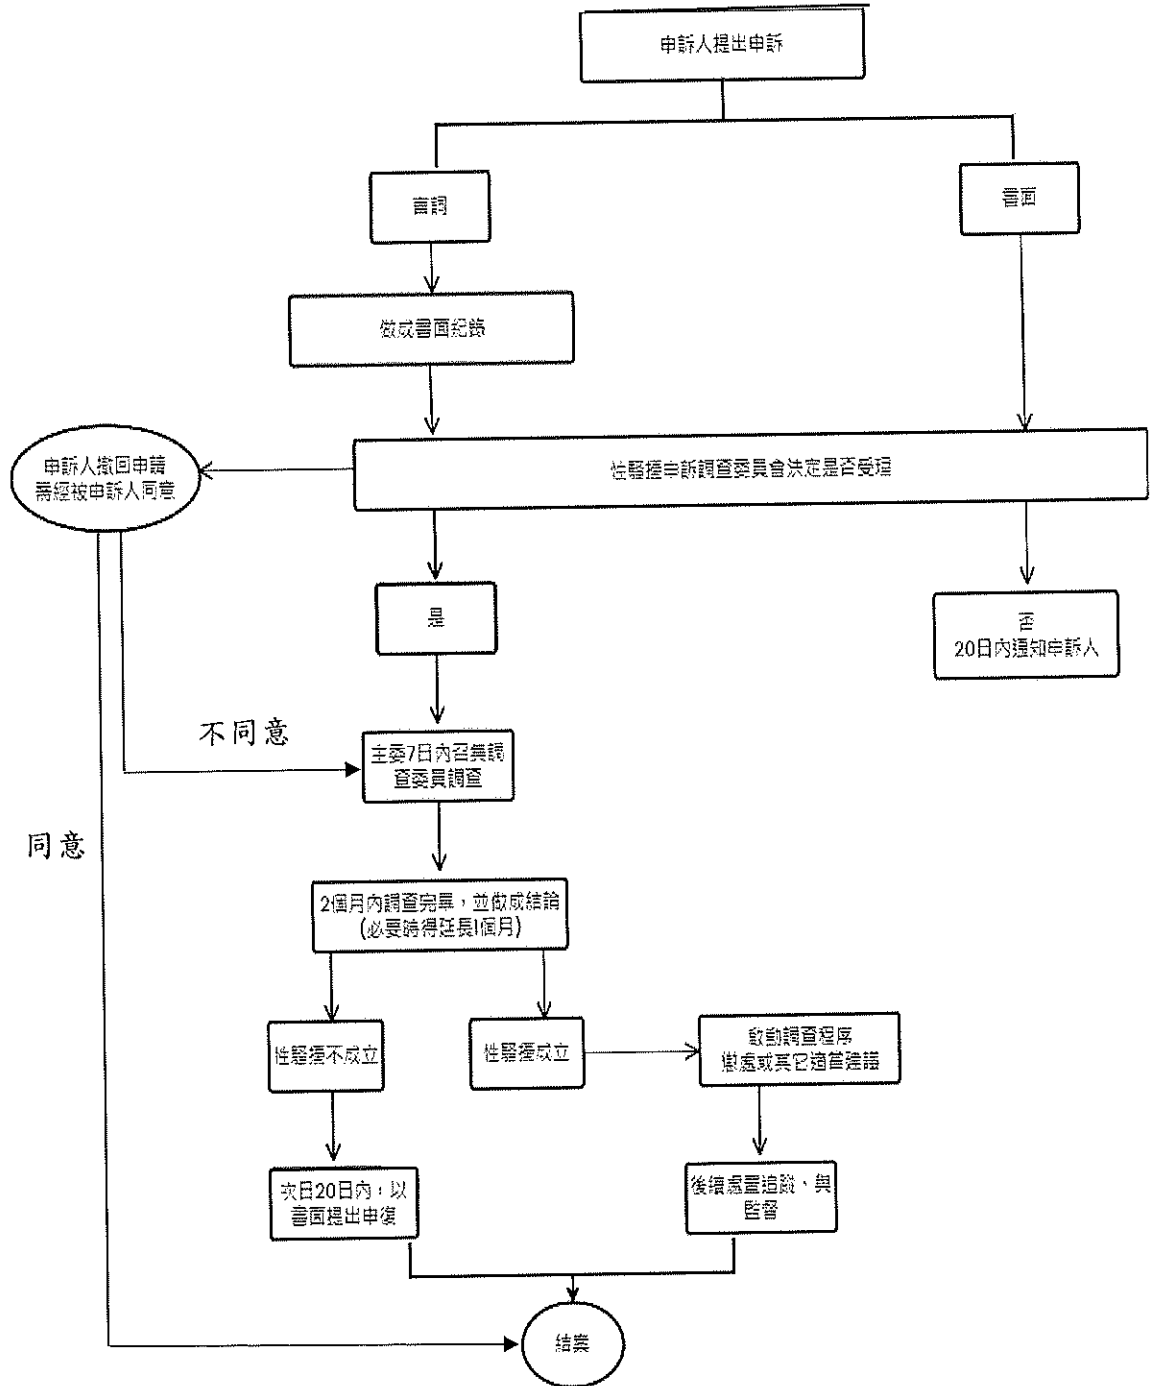 申訴人提出申訴
言詞
書面
做成書面紀錄
申訴人撤回申請
需經被申訴人同意
性騷擾申訴調查委員會決定是否受理
是
否
20日內通知申訴人
不同意
主委7日內召集調
查委員調查
同意
2個月內調查完畢，並做成結論
(必要時得延長1個月)
性騷擾不成立
性騷擾成立
啟動調查程序
懲處或其它適當建議
次日20日內，以
書面提出申復
後續處置追蹤、與
監督
結案